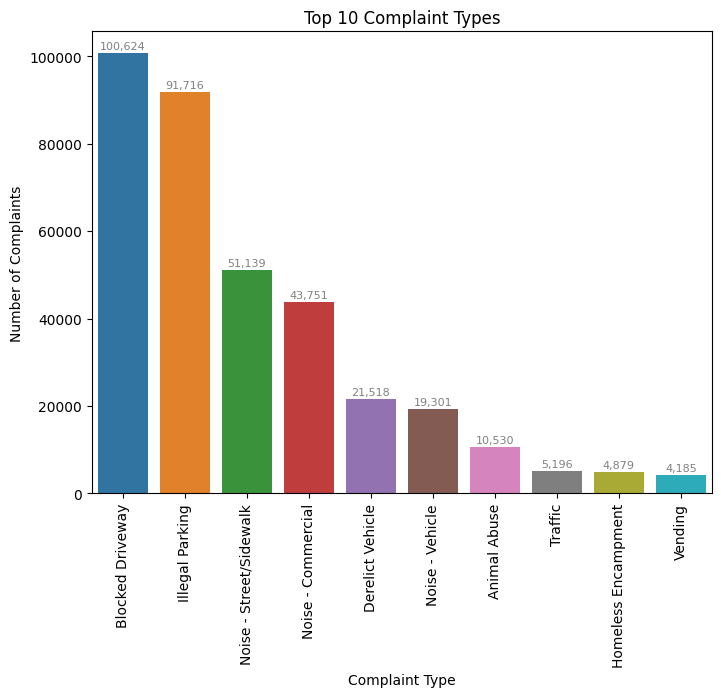 Top 10 Complaint Types
Number of Complaints
100000
80000
60000
40000
20000
0
100,624
91,716
51,139
43,751
21,518
19,301
10,530
5,196
4,879
4,185
Blocked Driveway
Illegal Parking
Noise - Street/Sidewalk
Noise - Commercial
Derelict Vehicle
Noise - Vehicle
Animal Abuse
Traffic
Homeless Encampment
Vending
Complaint Type